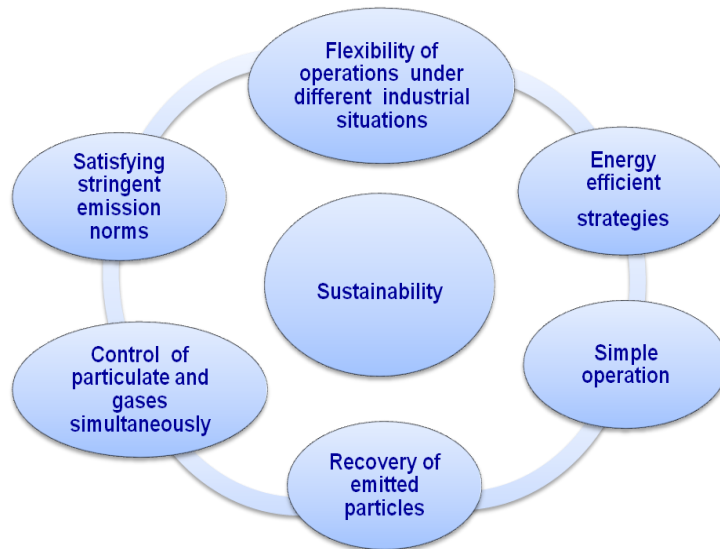 Flexibility of
operations under
different industrial
situations
Energy
efficient
strategies
Simple
operation
Recovery of
emitted
particles
Control of
particulate and
gases
simultaneously
Satisfying
stringent
emission
norms
Sustainability